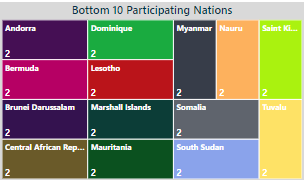 Bottom 10 Participating Nations
Andorra
2
Dominique
2
Myanmar
2
Nauru
2
Saint Ki...
2
Bermuda
2
Lesotho
2
Brunei Darussalam
2
Marshall Islands
2
Somalia
2
Tuvalu
2
Central African Rep...
2
Mauritania
2
South Sudan
2